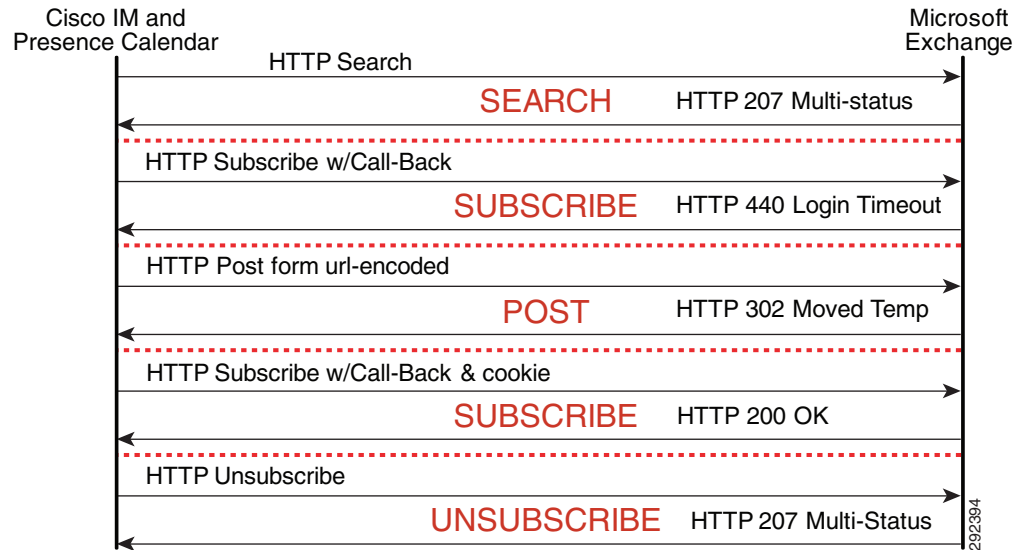 Cisco IM and
Presence Calendar
Microsoft
Exchange
HTTP Search
SEARCH HTTP 207 Multi-status
HTTP Subscribe w/Call-Back
SUBSCRIBE HTTP 440 Login Timeout
HTTP Post form url-encoded
POST HTTP 302 Moved Temp
HTTP Subscribe w/Call-Back & cookie
SUBSCRIBE HTTP 200 OK
HTTP Unsubscribe
UNSUBSCRIBE HTTP 207 Multi-Status
292394